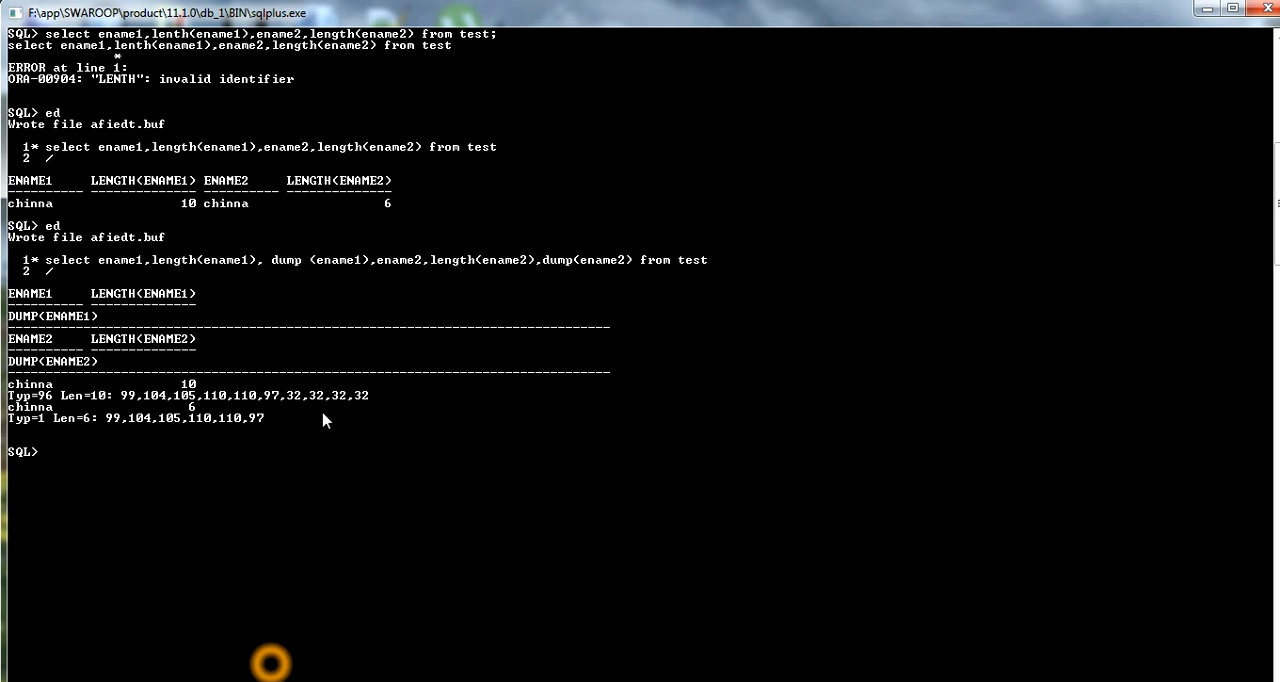 F:\app\SWAROOP\product\11.1.0\db_1\BIN\sqlplus.exe
SQL> select ename1,lenth(ename1),ename2,length(ename2) from test;
select ename1,lenth(ename1),ename2,length(ename2) from test
*
ERROR at line 1:
ORA-00904: "LENTH": invalid identifier
SQL> ed
Wrote file afiedt.buf
1* select ename1,length(ename1),ename2,length(ename2) from test
2 /
ENAME1 LENGTH(ENAME1) ENAME2 LENGTH(ENAME2)
---------- -------------- ---------- --------------
chinna 10 chinna 6
SQL> ed
Wrote file afiedt.buf
1* select ename1,length(ename1), dump (ename1),ename2,length(ename2),dump(ename2) from test
2 /
ENAME1 LENGTH(ENAME1)
---------- --------------
DUMP(ENAME1)
--------------------------------------------------------------------------------
ENAME2 LENGTH(ENAME2)
---------- --------------
DUMP(ENAME2)
--------------------------------------------------------------------------------
chinna 10
Typ=96 Len=10: 99,104,105,110,110,97,32,32,32,32
chinna 6
Typ=1 Len=6: 99,104,105,110,110,97
SQL>